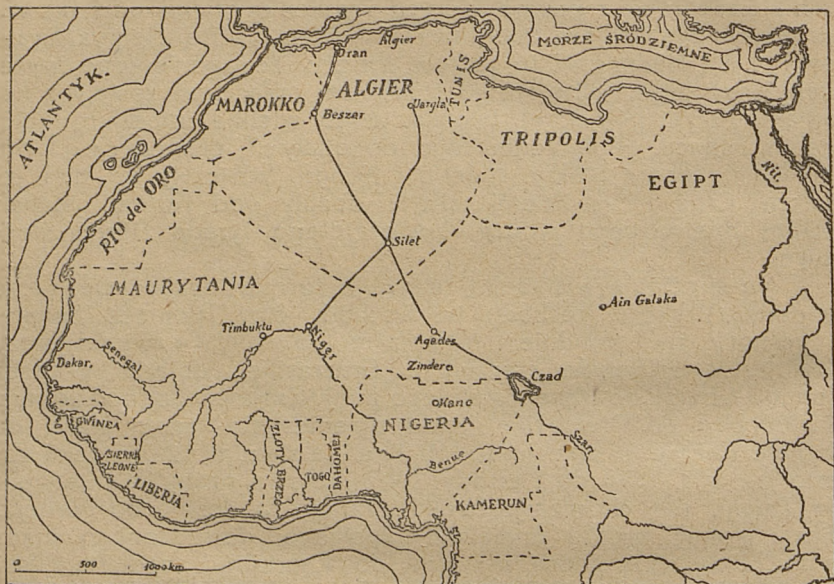 MORZE ŚRÓDZIEMNE
ATLANTYK.
Algier
Oran
TUNIS
ALGIER
MAROKKO
Uargla
Beszar
TRIPOLIS
Nil.
EGIPT
RIO del ORO
Silet
MAURYTANJA
Ain Galaka
Timbuktu
Niger
Agades
Senegal
Dakar.
Zinder
Czad
Kano
NIGERJA
GWINEA
Szari
SIERRA
LEONE
ZŁOTY BRZEG
TOGO
DAHOMEJ
Benue
LIBERJA
KAMERUN
0 500 1000 km